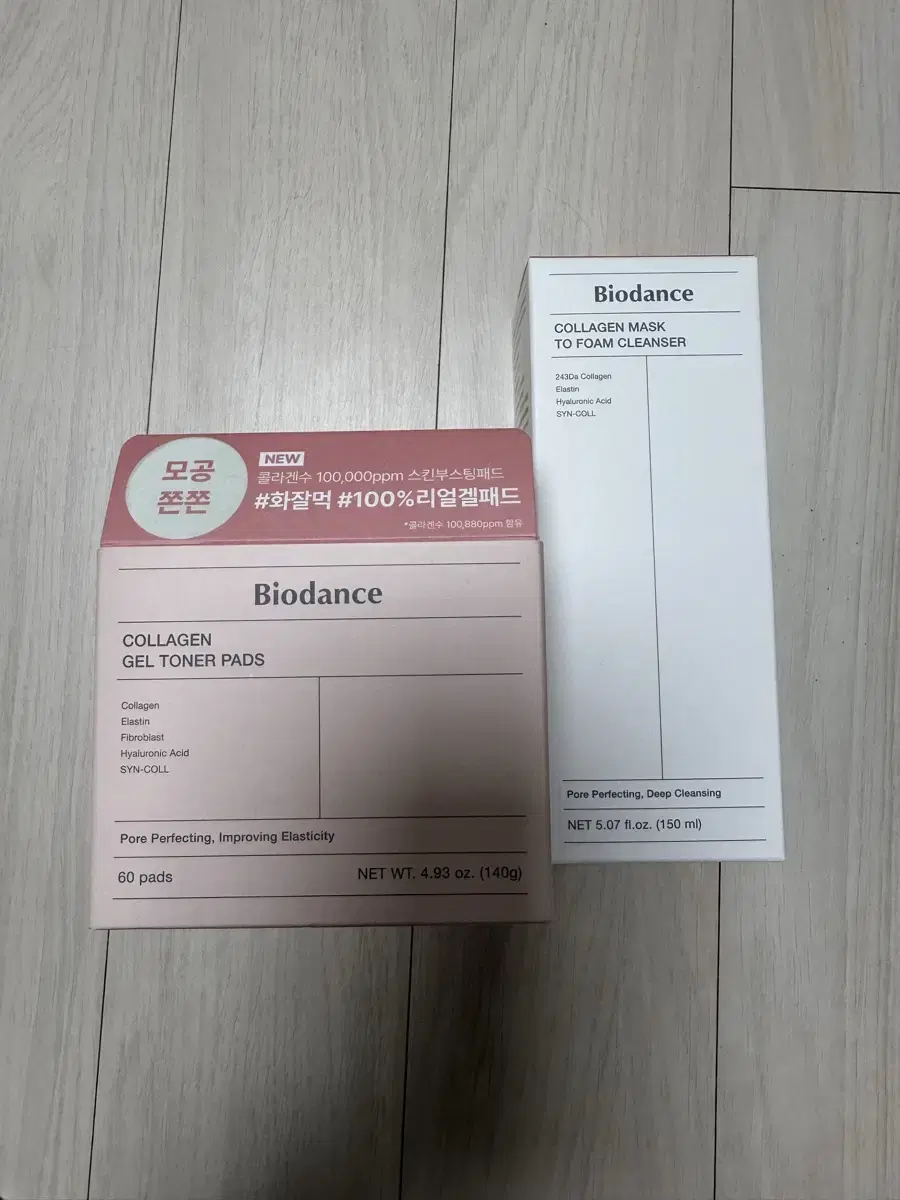 모공
쫀쫀
NEW
콜라겐수 100,000ppm 스킨부스팅패드
#화잘먹 #100%리얼겔패드
*콜라겐수 100,880ppm 함유
Biodance
COLLAGEN
GEL TONER PADS
Collagen
Elastin
Fibroblast
Hyaluronic Acid
SYN-COLL
Pore Perfecting, Improving Elasticity
60 pads
NET WT. 4.93 oz. (140g)
Biodance
COLLAGEN MASK
TO FOAM CLEANSER
243Da Collagen
Elastin
Hyaluronic Acid
SYN-COLL
Pore Perfecting, Deep Cleansing
NET 5.07 fl.oz. (150 ml)